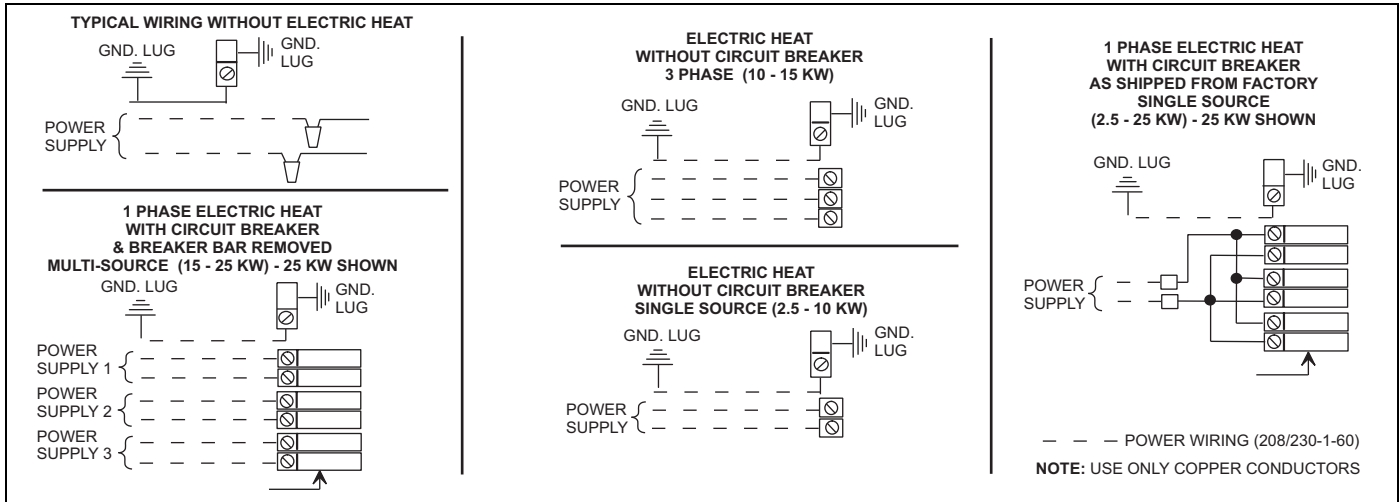 TYPICAL WIRING WITHOUT ELECTRIC HEAT
GND. LUG
GND.
LUG
POWER
SUPPLY
1 PHASE ELECTRIC HEAT
WITH CIRCUIT BREAKER
& BREAKER BAR REMOVED
MULTI-SOURCE (15 - 25 KW) - 25 KW SHOWN
GND. LUG
GND.
LUG
POWER
SUPPLY 1
POWER
SUPPLY 2
POWER
SUPPLY 3
ELECTRIC HEAT
WITHOUT CIRCUIT BREAKER
3 PHASE (10 - 15 KW)
GND. LUG
GND.
LUG
POWER
SUPPLY
ELECTRIC HEAT
WITHOUT CIRCUIT BREAKER
SINGLE SOURCE (2.5 - 10 KW)
GND. LUG
GND.
LUG
POWER
SUPPLY
1 PHASE ELECTRIC HEAT
WITH CIRCUIT BREAKER
AS SHIPPED FROM FACTORY
SINGLE SOURCE
(2.5 - 25 KW) - 25 KW SHOWN
GND. LUG
GND.
LUG
POWER
SUPPLY
POWER WIRING (208/230-1-60)
NOTE: USE ONLY COPPER CONDUCTORS